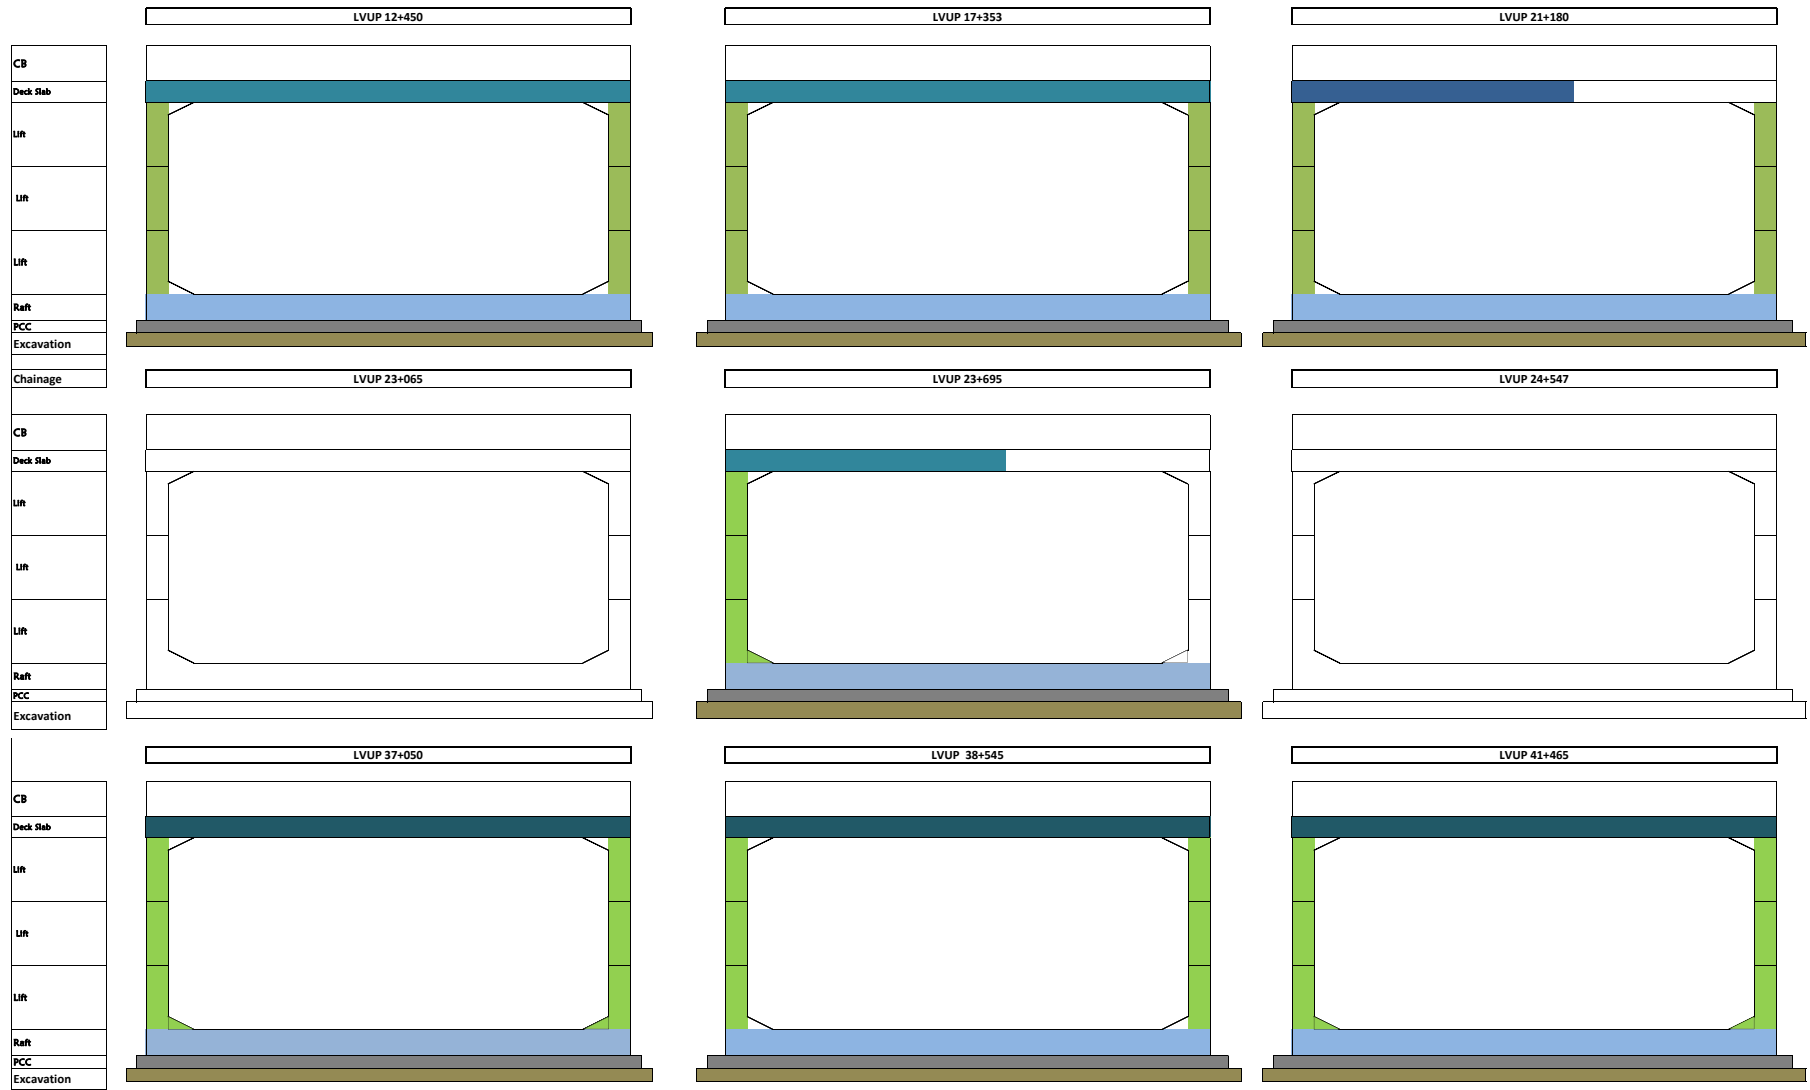 LVUP 12+450 LVUP 17+353 LVUP 21+180
CB
Deck Slab
Lift
Lift
Lift
Raft
PCC
Excavation
Chainage LVUP 23+065 LVUP 23+695 LVUP 24+547
CB
Deck Slab
Lift
Lift
Lift
Raft
PCC
Excavation
LVUP 37+050 LVUP 38+545 LVUP 41+465
CB
Deck Slab
Lift
Lift
Lift
Raft
PCC
Excavation